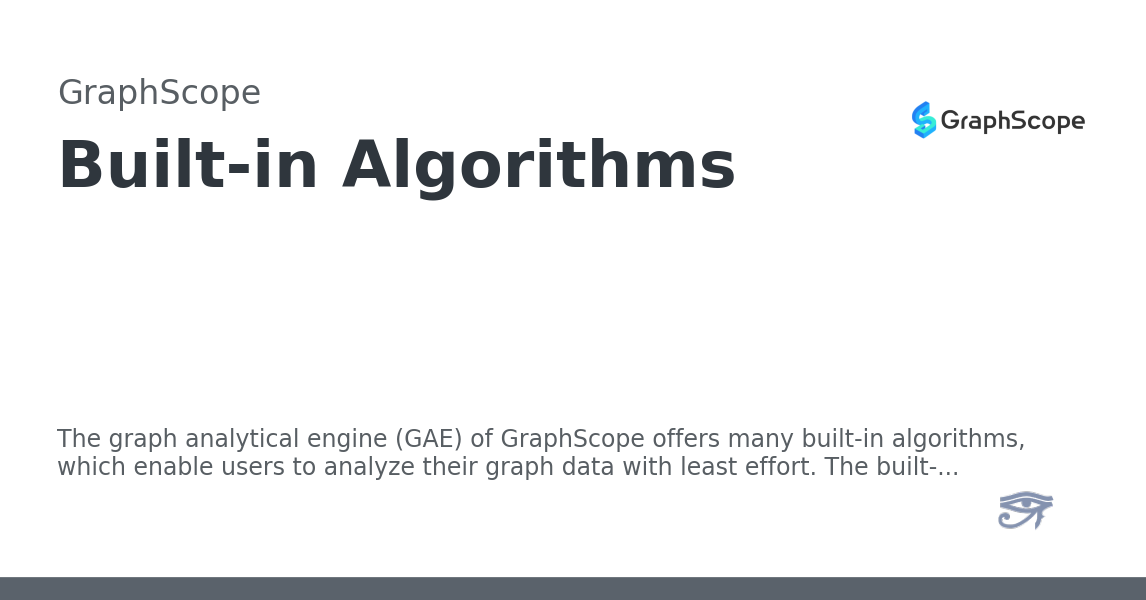 GraphScope
Built-in Algorithms
GraphScope
The graph analytical engine (GAE) of GraphScope offers many built-in algorithms,
which enable users to analyze their graph data with least effort. The built-...